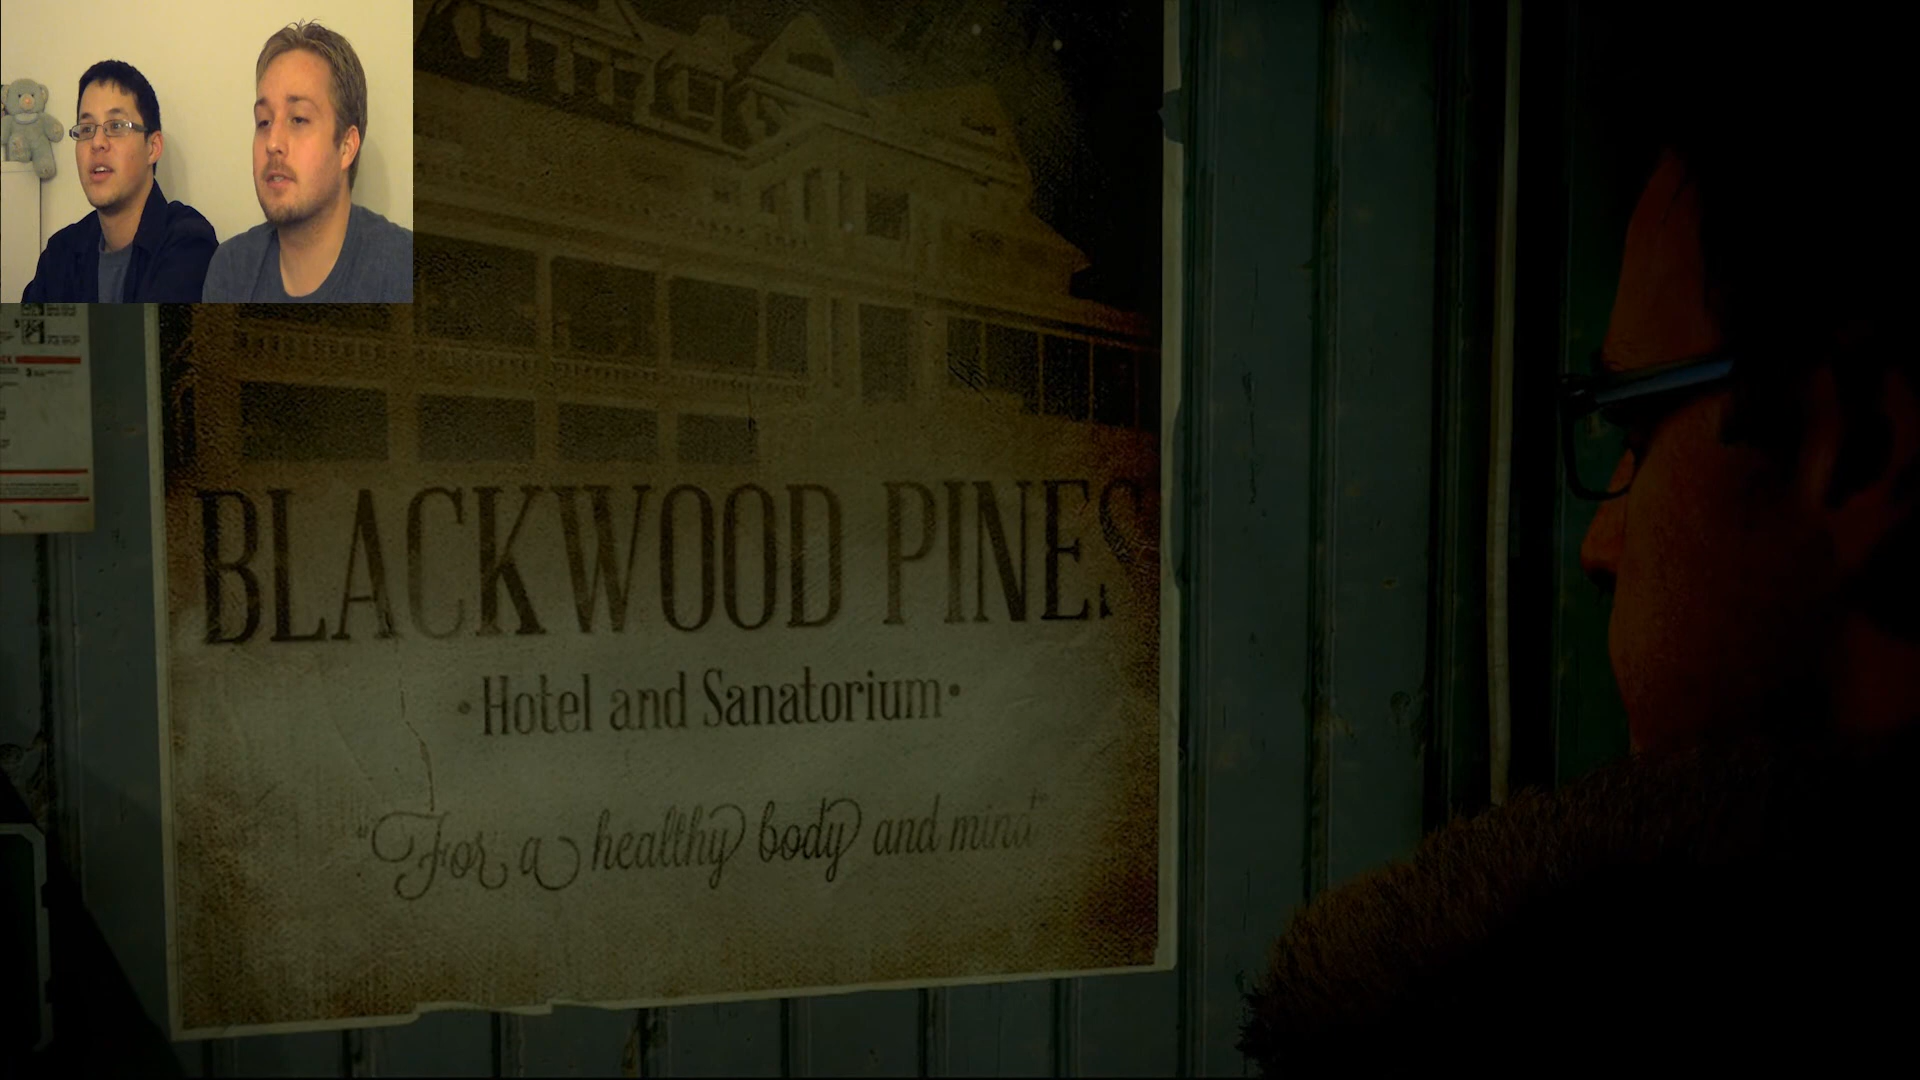 BLACKWOOD PINES
•Hotel and Sanatorium•
"For a healthy body and mind"